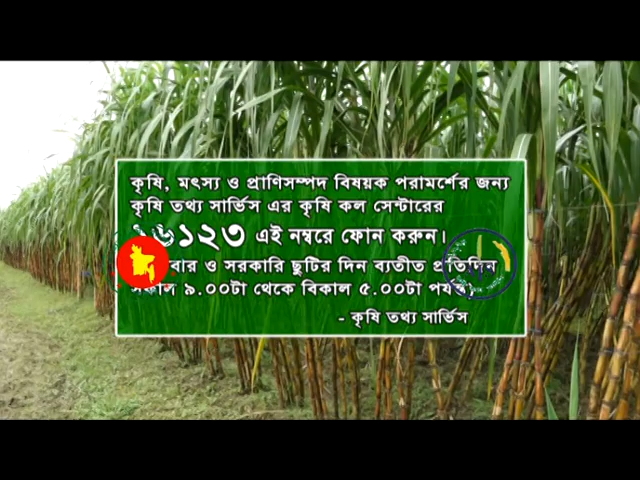 কৃষি, মৎস্য ও প্রাণিসম্পদ বিষয়ক পরামর্শের জন্য
কৃষি তথ্য সার্ভিস এর কৃষি কল সেন্টারের
১৬১২৩ এই নম্বরে ফোন করুন।
ও সরকারি ছুটির দিন ব্যতীত প্রতিদিন
সকাল ৯.০০টা থেকে বিকাল ৫.০০টা পর্যন্ত
- কৃষি তথ্য সার্ভিস